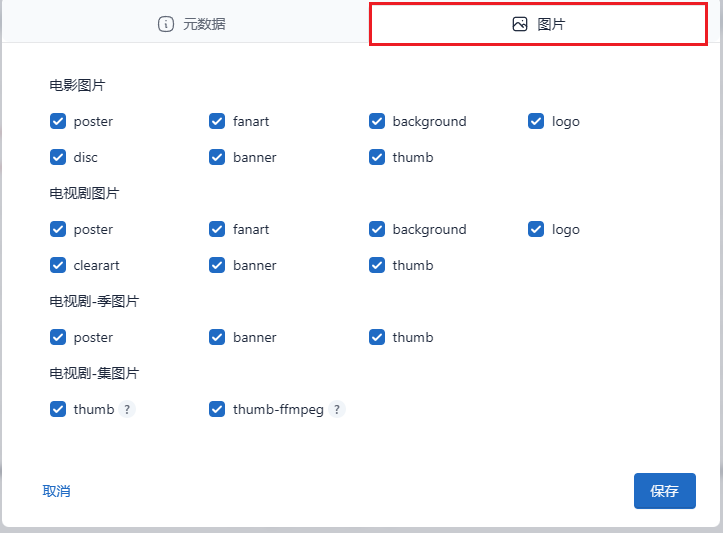 元数据 图片
电影图片
poster fanart background logo
disc banner thumb
电视剧图片
poster fanart background logo
clearart banner thumb
电视剧-季图片
poster banner thumb
电视剧-集图片
thumb ? thumb-ffmpeg ?
取消 保存